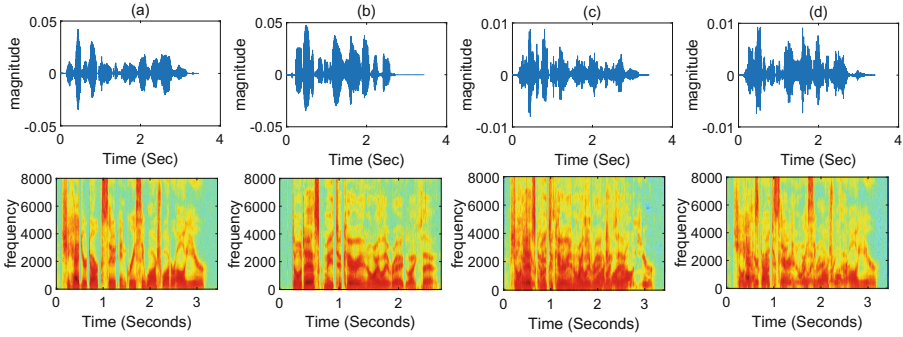 (a) (b) (c) (d)
0.05 0.05 0.01 0.01
magnitude magnitude magnitude magnitude
0 0 0 0
-0.05 -0.05 -0.01 -0.01
0 2 4 0 2 4 0 2 4 0 2 4
Time (Sec) Time (Sec) Time (Sec) Time (Sec)
8000 8000 8000 8000
6000 6000 6000 6000
frequency frequency frequency frequency
4000 4000 4000 4000
2000 2000 2000 2000
0 0 0 0
0 1 2 3 0 1 2 0 1 2 3 0 1 2 3
Time (Seconds) Time (Seconds) Time (Seconds) Time (Seconds)